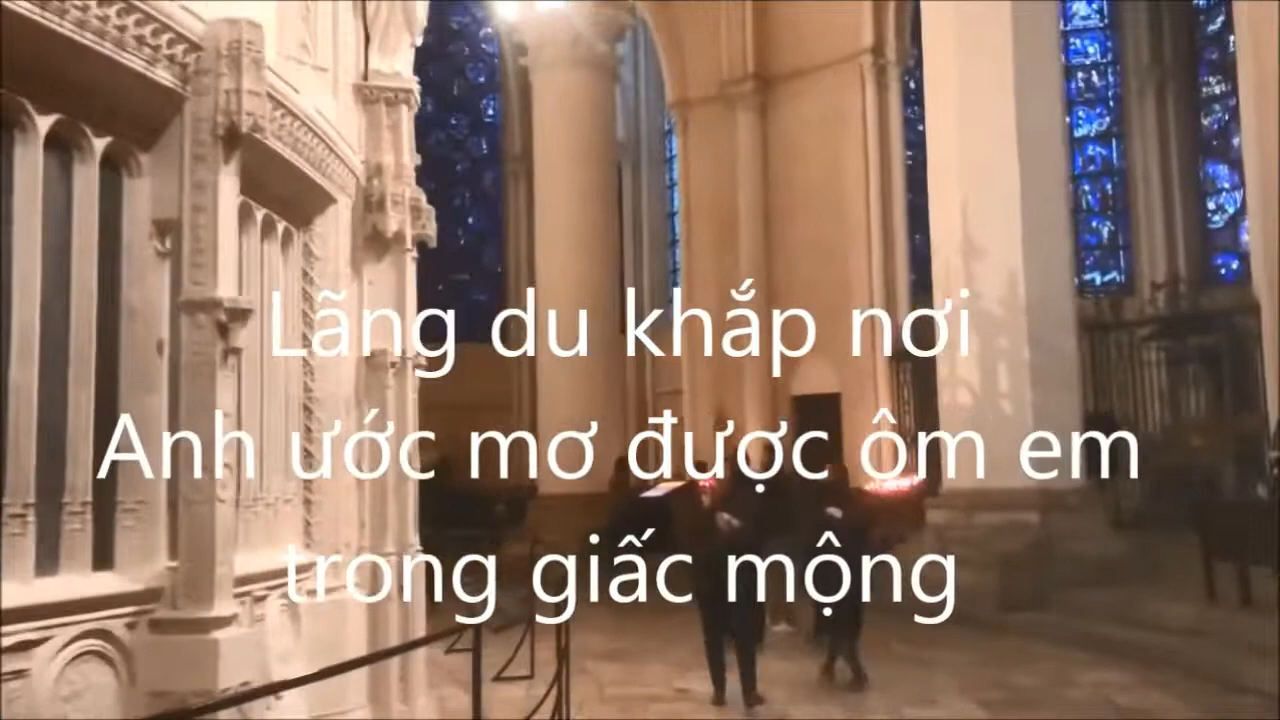 Lãng du khắp nơi
Anh ước mơ được ôm em
trong giấc mộng